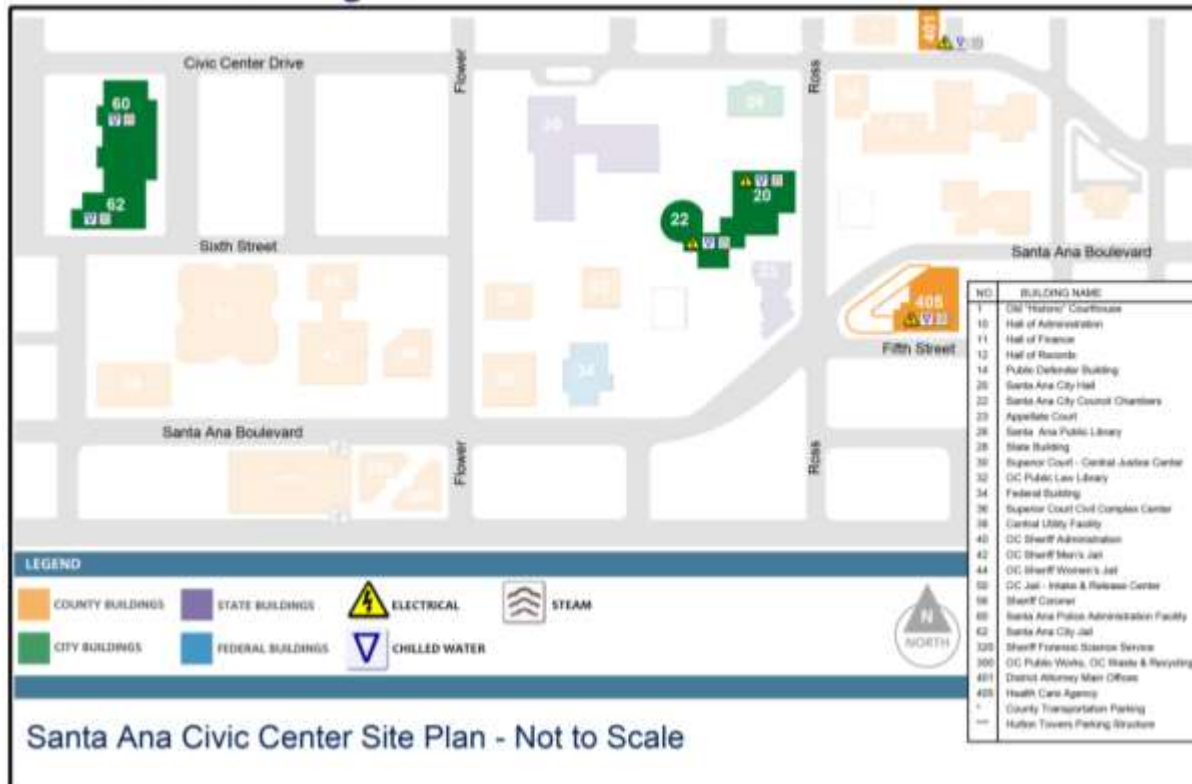 401
Civic Center Drive
Flower
Ross
60
62
20
22
Sixth Street
Santa Ana Boulevard
405
Fifth Street
34
Santa Ana Boulevard
Flower
Ross
NO BUILDING NAME
1 Old "Historic" Courthouse
10 Hall of Administration
11 Hall of Finance
12 Hall of Records
14 Public Defender Building
20 Santa Ana City Hall
22 Santa Ana City Council Chambers
23 Appellate Court
26 Santa Ana Public Library
28 State Building
30 Superior Court - Central Justice Center
32 OC Public Law Library
34 Federal Building
36 Superior Court Civil Complex Center
38 Central Utility Facility
40 OC Sheriff Administration
42 OC Sheriff Men's Jail
44 OC Sheriff Women's Jail
50 OC Jail - Intake & Release Center
Sheriff Coroner
60 Santa Ana Police Administration Facility
62 Santa Ana City Jail
320 Sheriff Forensic Science Service
300 OC Public Works, OC Waste & Recycling
401 District Attorney Main Offices
405 Health Care Agency
* County Transportation Parking
Hutton Towers Parking Structure
LEGEND
COUNTY BUILDINGS
STATE BUILDINGS
ELECTRICAL
STEAM
CITY BUILDINGS
FEDERAL BUILDINGS
CHILLED WATER
N
NORTH
Santa Ana Civic Center Site Plan - Not to Scale